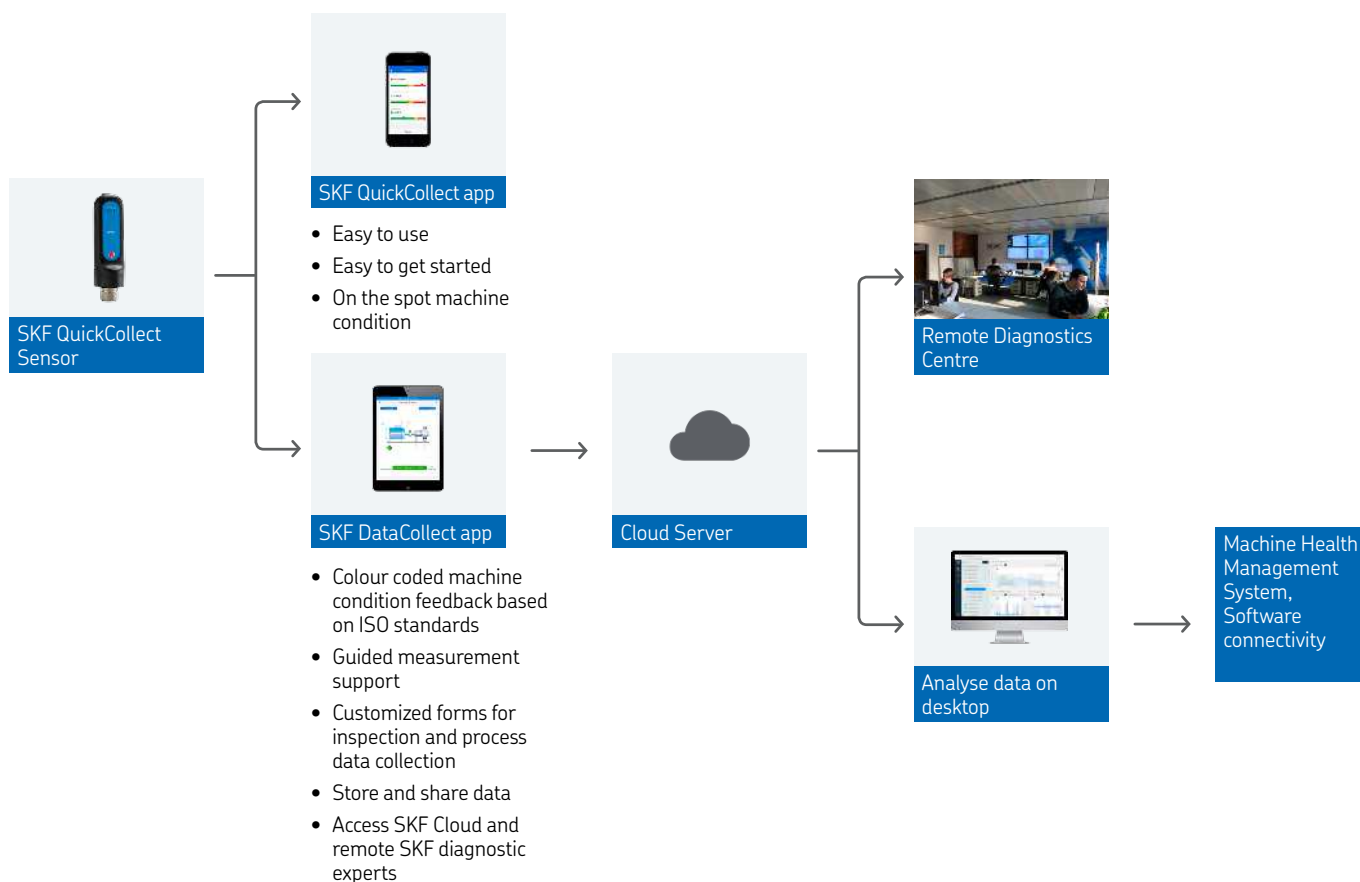 SKF QuickCollect
Sensor
SKF QuickCollect app
• Easy to use
• Easy to get started
• On the spot machine
condition
SKF DataCollect app
• Colour coded machine
condition feedback based
on ISO standards
• Guided measurement
support
• Customized forms for
inspection and process
data collection
• Store and share data
• Access SKF Cloud and
remote SKF diagnostic
experts
Cloud Server
Remote Diagnostics
Centre
Analyse data on
desktop
Machine Health
Management
System,
Software
connectivity